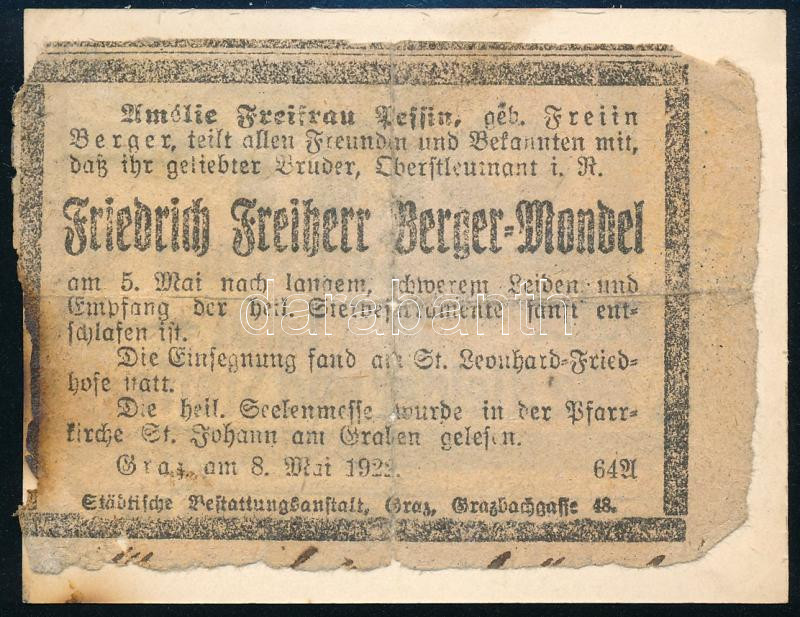 Amélie Freifrau Pessin, geb. Freiin
Berger, teilt allen Freunden und Bekannten mit,
daß ihr geliebter Bruder, Oberstleutnant i. R.
Friedrich Freiherr Berger=Mondel
am 5. Mai nach langem, schwerem Leiden und
Empfang der heil. Sterbesakramente sanft ent-
schlafen ist.
Die Einsegnung fand am St. Leonhard=Fried-
hofe statt.
Die heil. Seelenmesse wurde in der Pfarr-
kirche St. Johann am Graben gelesen.
Graz, am 8. Mai 1922. 64A
Städtische Bestattungsanstalt, Graz, Grazbachgasse 48.
darabanth